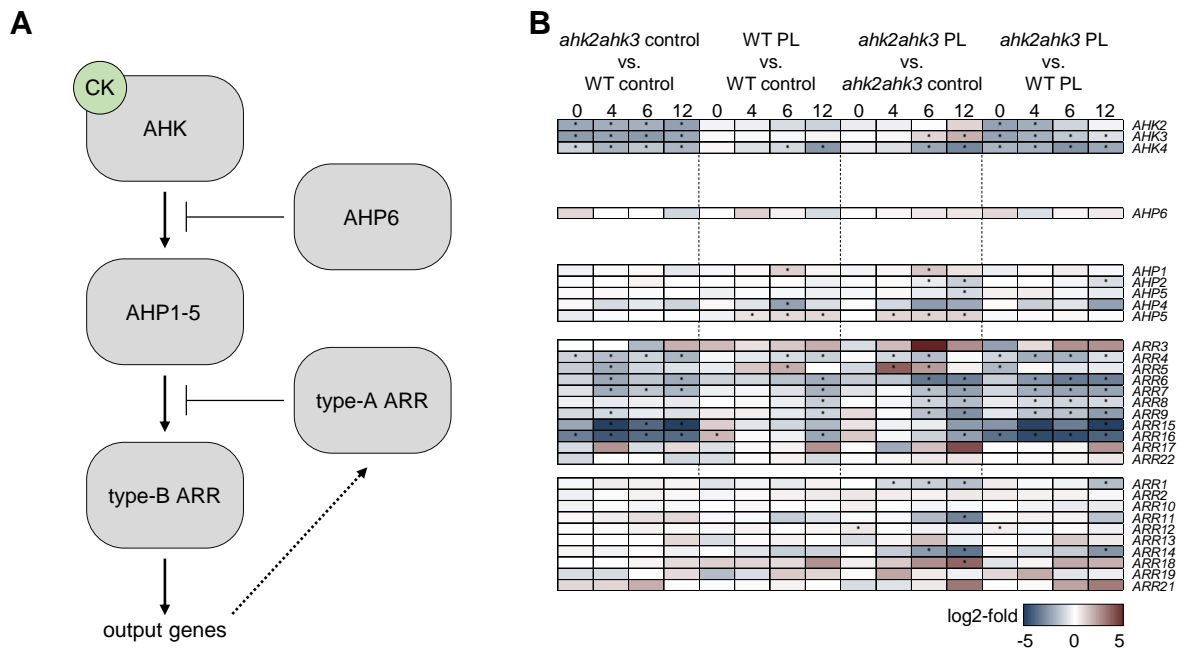 A
CK
AHK
AHP6
AHP1-5
type-A ARR
type-B ARR
output genes
B
ahk2ahk3 control
vs.
WT control
WT PL
vs.
WT control
ahk2ahk3 PL
vs.
ahk2ahk3 control
ahk2ahk3 PL
vs.
WT PL
0 4 6 12 0 4 6 12 0 4 6 12 0 4 6 12
AHK2
AHK3
AHK4
AHP6
AHP1
AHP2
AHP5
AHP4
AHP5
ARR3
ARR4
ARR5
ARR6
ARR7
ARR8
ARR9
ARR15
ARR16
ARR17
ARR22
ARR1
ARR2
ARR10
ARR11
ARR12
ARR13
ARR14
ARR18
ARR19
ARR21
log2-fold
-5 0 5